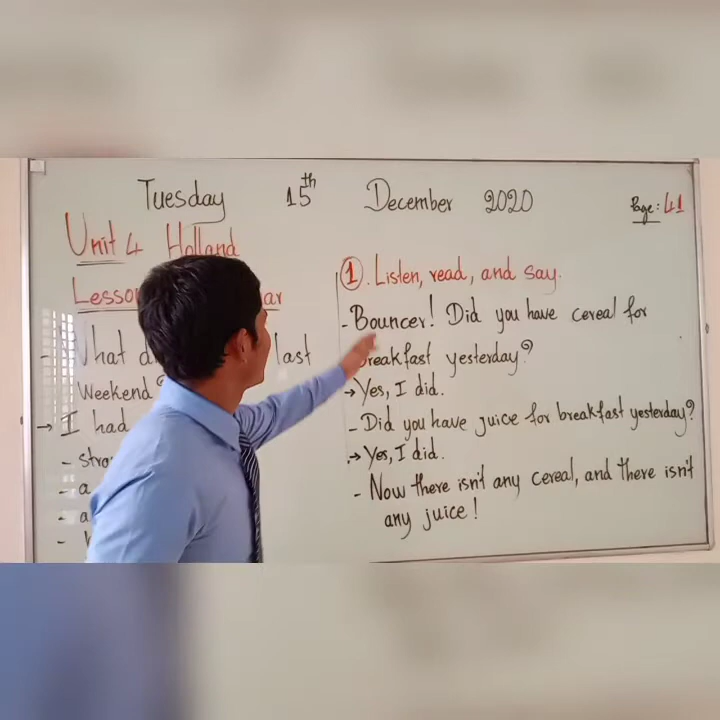 Tuesday 15th December 2020
Page: 41
Unit 4 Holland
Lesso ar
- What d last
Weekend?
→ I had
- Stra
- a
- a
①. Listen, read, and say.
- Bouncer! Did you have cereal for
breakfast yesterday?
→ Yes, I did.
- Did you have juice for breakfast yesterday?
→ Yes, I did.
- Now there isn't any cereal, and there isn't
any juice!